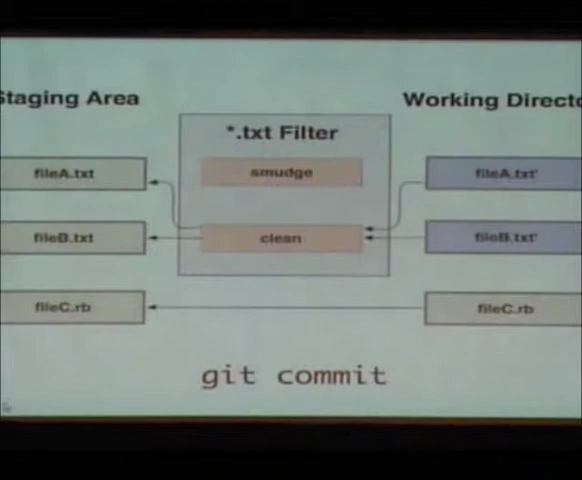 Staging Area
Working Directo
*.txt Filter
smudge
clean
fileA.txt
fileB.txt
fileC.rb
fileA.txt'
fileB.txt'
fileC.rb
git commit